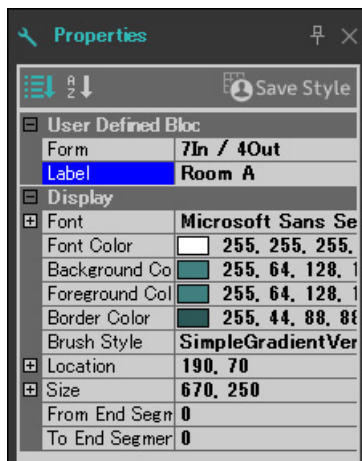 Properties
Save Style
User Defined Bloc
Form 7In / 4Out
Label Room A
Display
Font Microsoft Sans Se
Font Color 255, 255, 255,
Background Co 255, 64, 128, 1
Foreground Col 255, 64, 128, 1
Border Color 255, 44, 88, 88
Brush Style SimpleGradientVer
Location 190, 70
Size 670, 250
From End Segm 0
To End Segmer 0